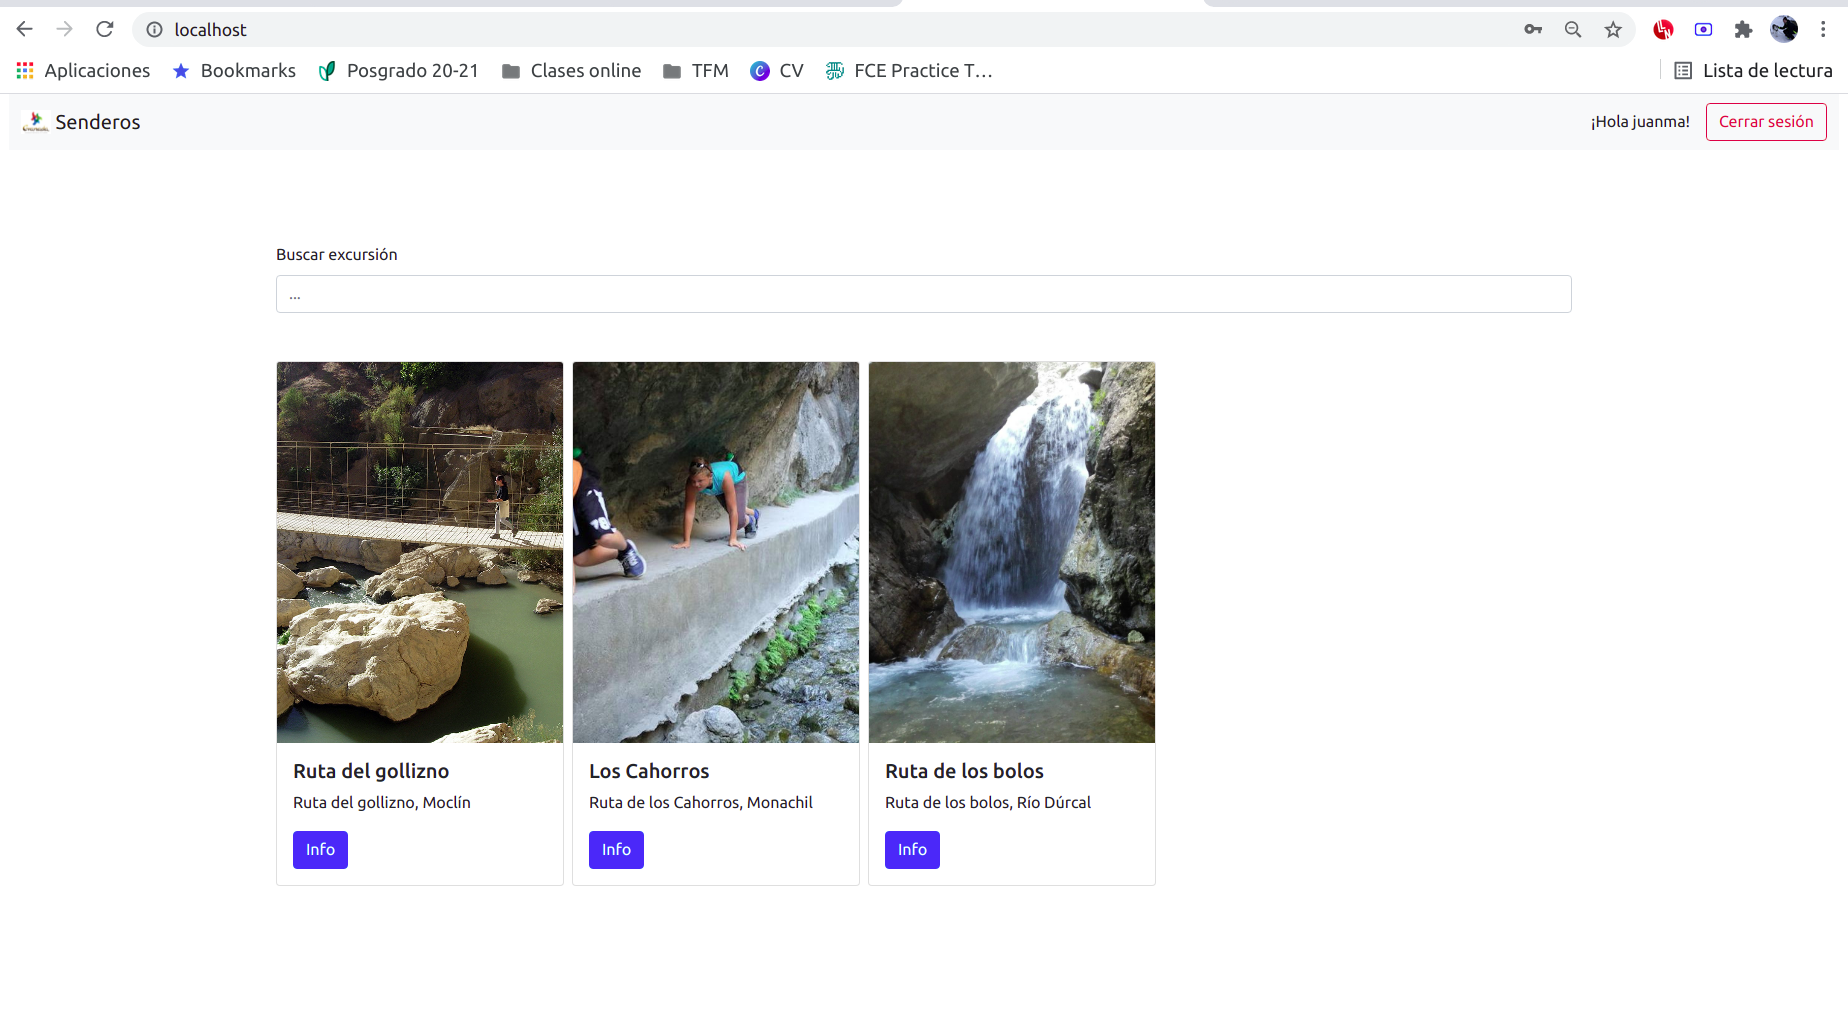 localhost
Aplicaciones Bookmarks Posgrado 20-21 Clases online TFM CV FCE Practice T... Lista de lectura
Senderos ¡Hola juanma! Cerrar sesión
Buscar excursión
...
Ruta del gollizno
Ruta del gollizno, Moclín
Info
Los Cahorros
Ruta de los Cahorros, Monachil
Info
Ruta de los bolos
Ruta de los bolos, Río Dúrcal
Info